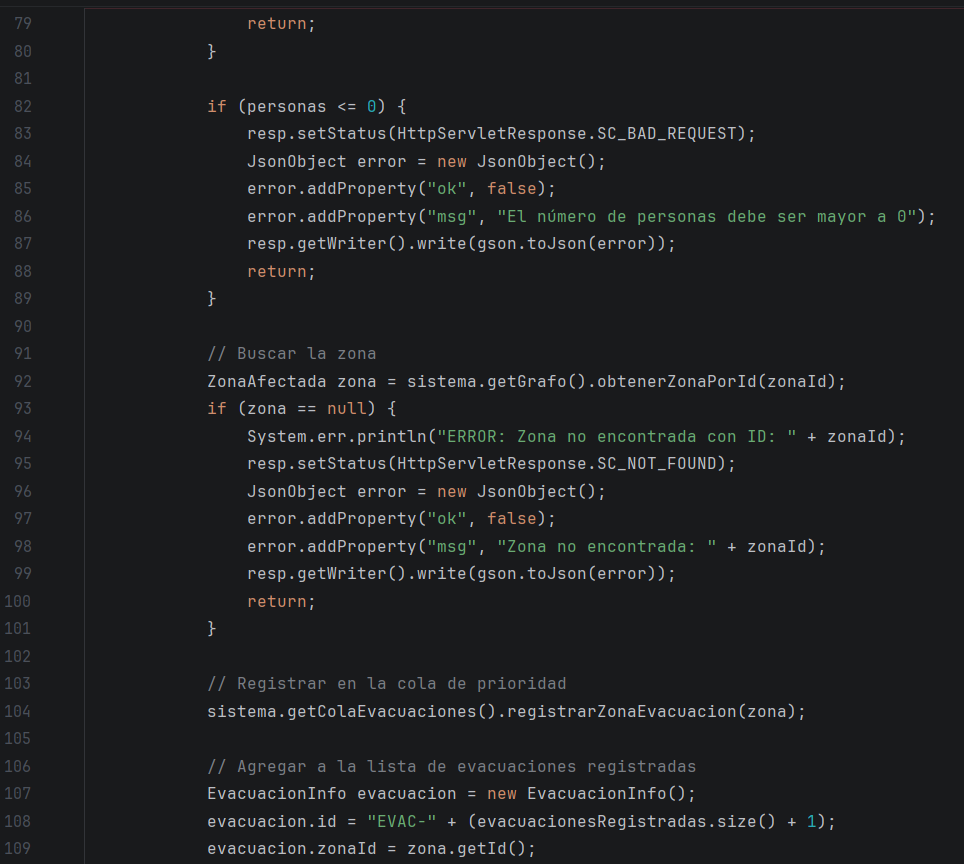 79 return;
80 }
81
82 if (personas <= 0) {
83 resp.setStatus(HttpServletResponse.SC_BAD_REQUEST);
84 JsonObject error = new JsonObject();
85 error.addProperty("ok", false);
86 error.addProperty("msg", "El número de personas debe ser mayor a 0");
87 resp.getWriter().write(gson.toJson(error));
88 return;
89 }
90
91 // Buscar la zona
92 ZonaAfectada zona = sistema.getGrafo().obtenerZonaPorId(zonaId);
93 if (zona == null) {
94 System.err.println("ERROR: Zona no encontrada con ID: " + zonaId);
95 resp.setStatus(HttpServletResponse.SC_NOT_FOUND);
96 JsonObject error = new JsonObject();
97 error.addProperty("ok", false);
98 error.addProperty("msg", "Zona no encontrada: " + zonaId);
99 resp.getWriter().write(gson.toJson(error));
100 return;
101 }
102
103 // Registrar en la cola de prioridad
104 sistema.getColaEvacuaciones().registrarZonaEvacuacion(zona);
105
106 // Agregar a la lista de evacuaciones registradas
107 EvacuacionInfo evacuacion = new EvacuacionInfo();
108 evacuacion.id = "EVAC-" + (evacuacionesRegistradas.size() + 1);
109 evacuacion.zonaId = zona.getId();